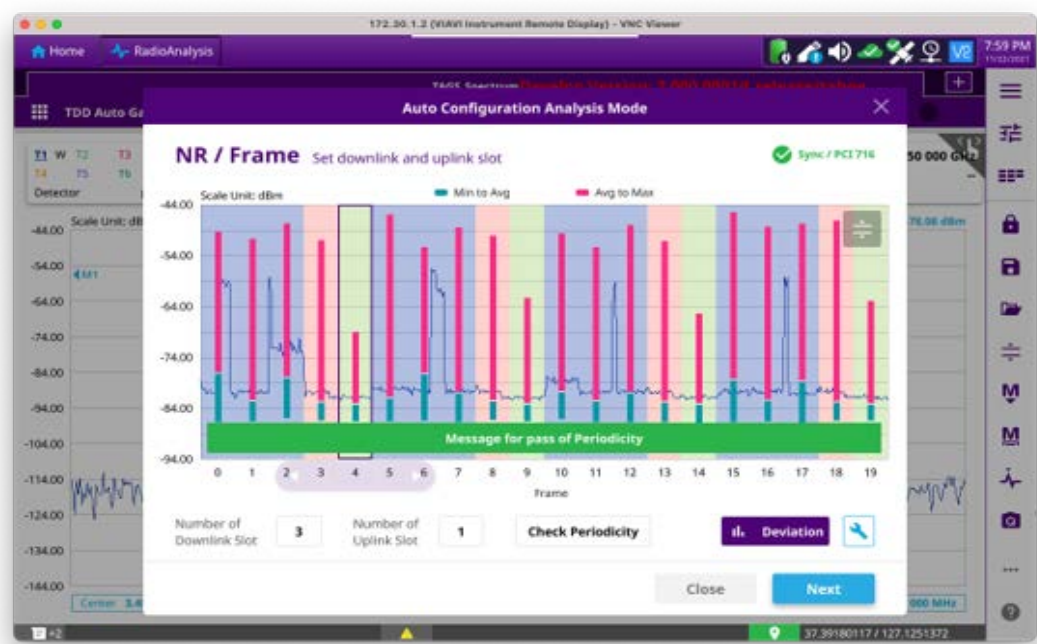 172.30.1.2 (VIAVI Instrument Remote Display) - VNC Viewer
Home RadioAnalysis
V2 7:59 PM
TDD Auto Ga
Auto Configuration Analysis Mode
T1 W T2 T3
T4 T5 T6
Detector
50 000 GHz
NR / Frame Set downlink and uplink slot
Sync / PCI 716
Scale Unit: dBm Min to Avg Avg to Max
Scale Unit: dB
-76.08 dBm
M1
-44.00
-54.00
-64.00
-74.00
-84.00
-94.00
-104.00
-114.00
-124.00
-134.00
-144.00
-44.00
-54.00
-64.00
-74.00
-84.00
-94.00
Message for pass of Periodicity
0 1 2 3 4 5 6 7 8 9 10 11 12 13 14 15 16 17 18 19
Frame
Number of Downlink Slot 3 Number of Uplink Slot 1 Check Periodicity Deviation
Close Next
Center 3.4
000 MHz
+2
37.39180117 / 127.1251372